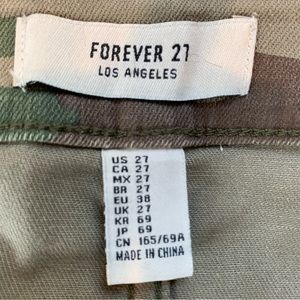 FOREVER 21
LOS ANGELES
US 27
CA 27
MX 27
BR 27
EU 38
UK 27
KR 69
JP 69
CN 165/69A
MADE IN CHINA